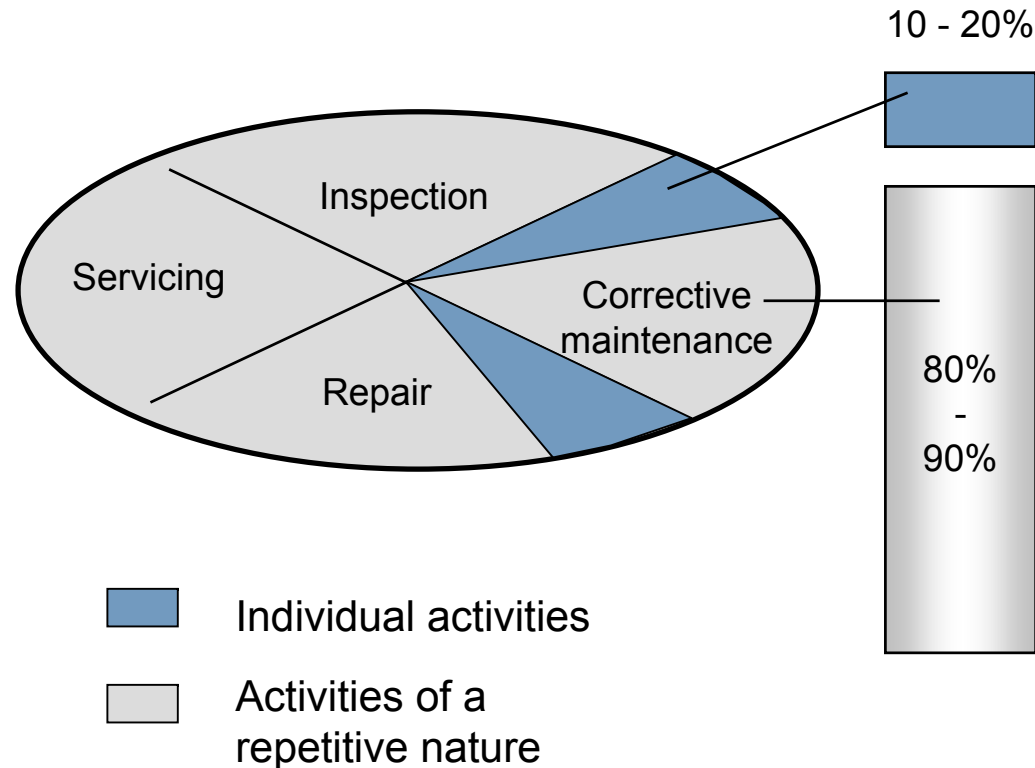 10 - 20%
Inspection
Servicing
Corrective
maintenance
Repair
80%
-
90%
Individual activities
Activities of a
repetitive nature